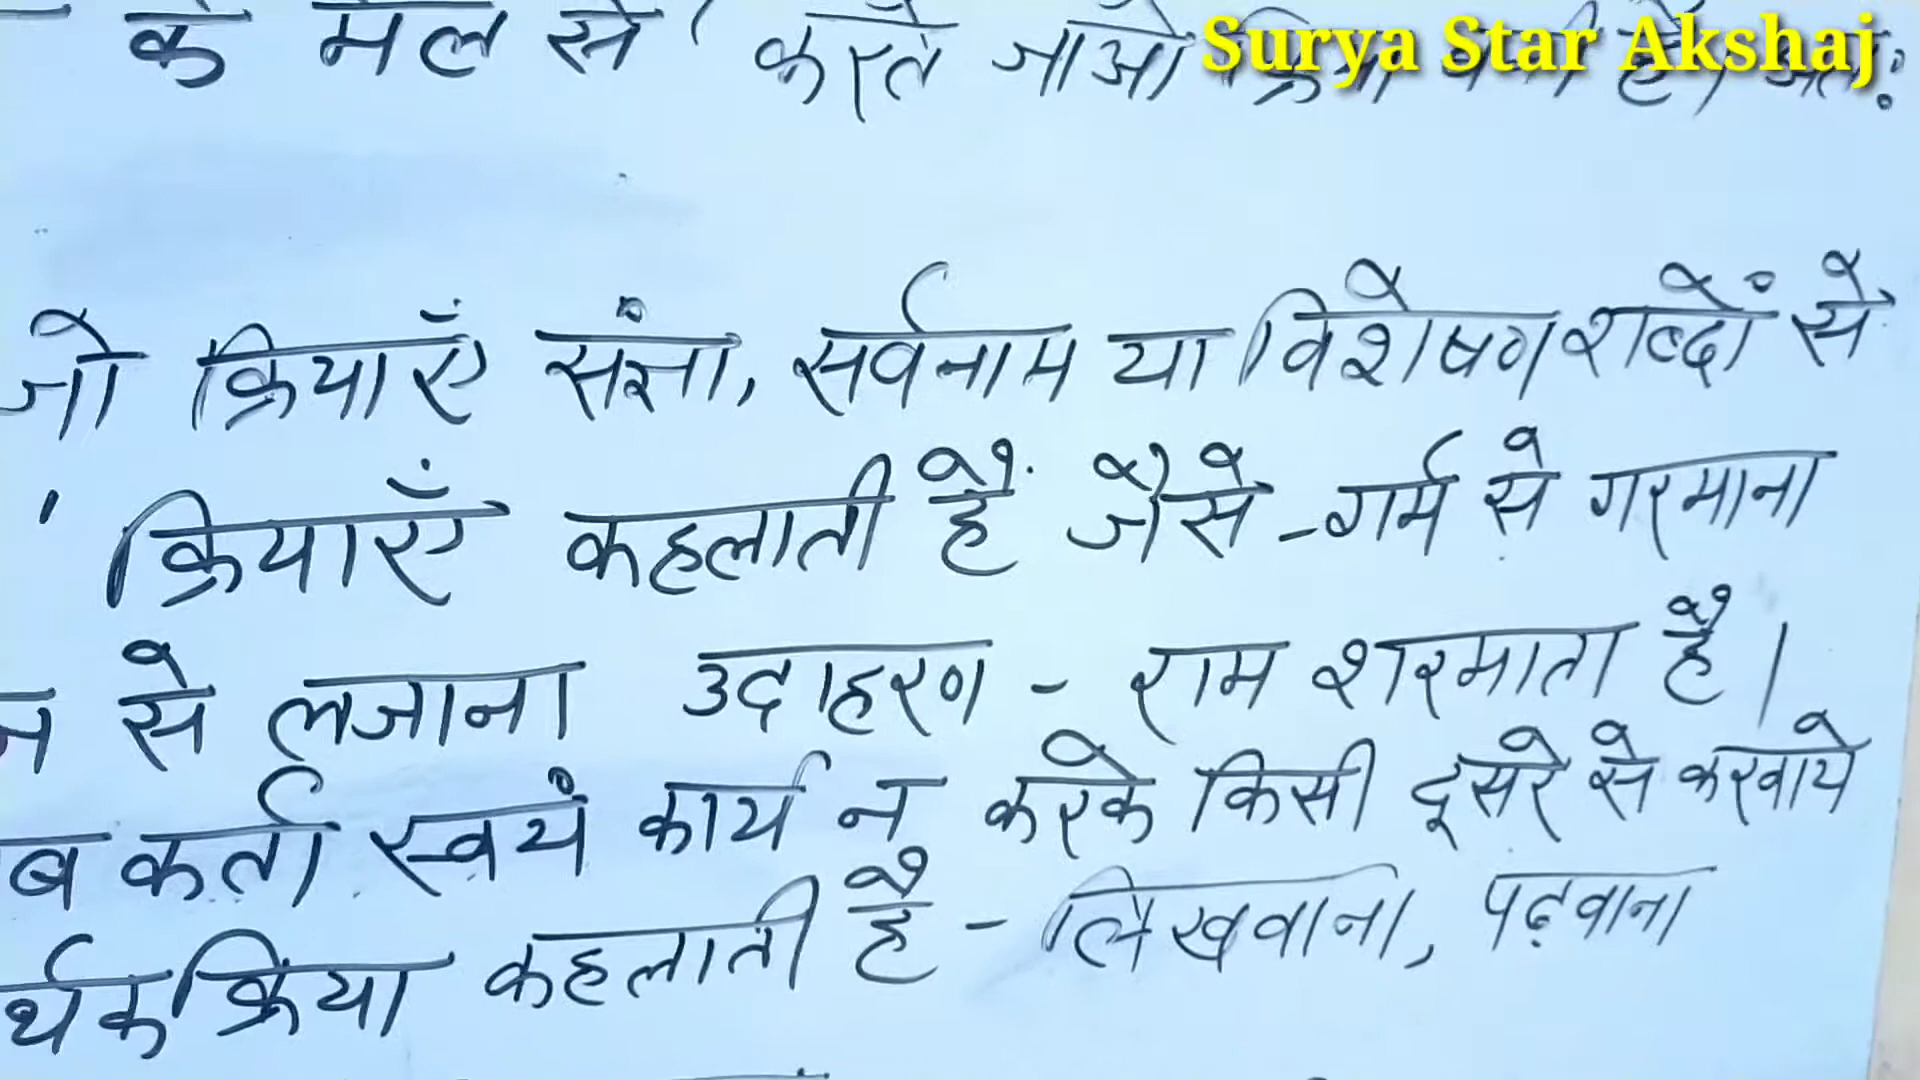 के मेल से ' करते जाओ
Surya Star Akshaj
जो क्रियाएँ संज्ञा, सर्वनाम या विशेषण शब्दों से
क्रियाएँ कहलाती हैं जैसे - गर्म से गरमाना
से लजाना उदाहरण - राम शरमाता है।
कर्ता स्वयं कार्य न करके किसी दूसरे से करवाये
र्थक क्रिया कहलाती है - लिखवाना, पढ़वाना